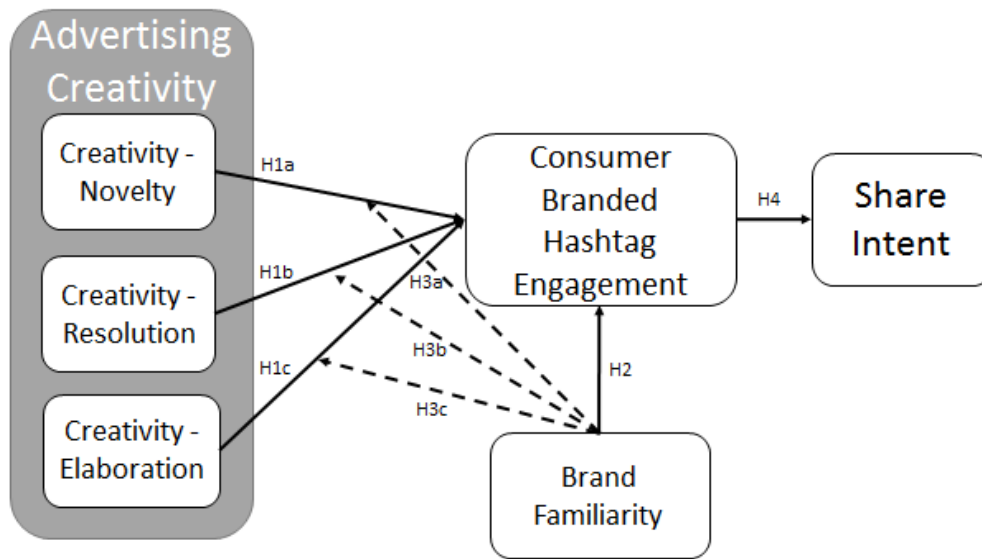 Advertising
Creativity
Creativity -
Novelty
Creativity -
Resolution
Creativity -
Elaboration
H1a
H1b
H1c
H3a
H3b
H3c
Consumer
Branded
Hashtag
Engagement
H2
Brand
Familiarity
H4
Share
Intent